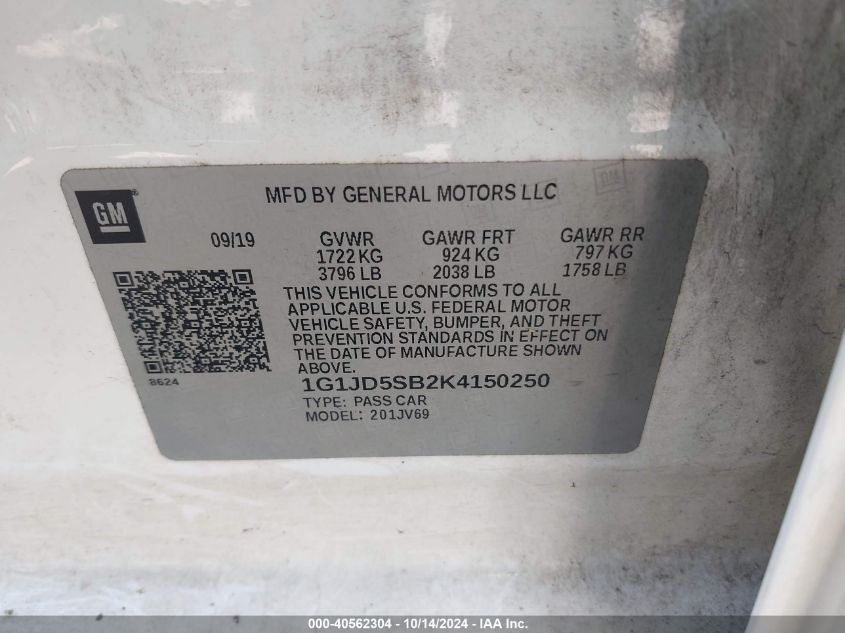 GM
®
MFD BY GENERAL MOTORS LLC
09/19 GVWR GAWR FRT GAWR RR
1722 KG 924 KG 797 KG
3796 LB 2038 LB 1758 LB
THIS VEHICLE CONFORMS TO ALL
APPLICABLE U.S. FEDERAL MOTOR
VEHICLE SAFETY, BUMPER, AND THEFT
PREVENTION STANDARDS IN EFFECT ON
THE DATE OF MANUFACTURE SHOWN
ABOVE.
8624
1G1JD5SB2K4150250
TYPE: PASS CAR
MODEL: 201JV69
000-40562304 - 10/14/2024 - IAA Inc.